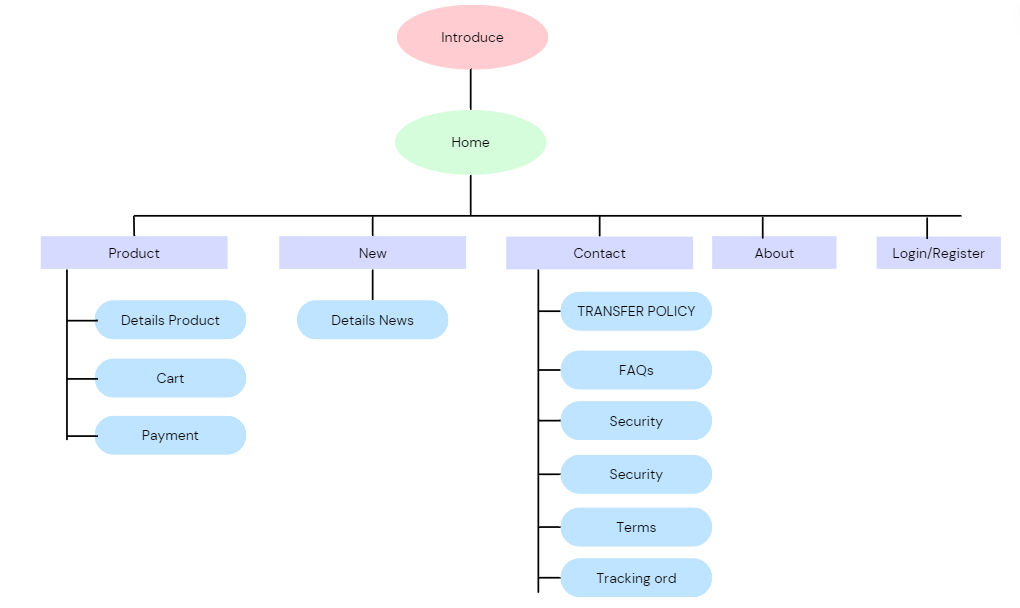 Introduce
Home
Product
New
Contact
About
Login/Register
Details Product
Cart
Payment
Details News
TRANSFER POLICY
FAQs
Security
Security
Terms
Tracking ord